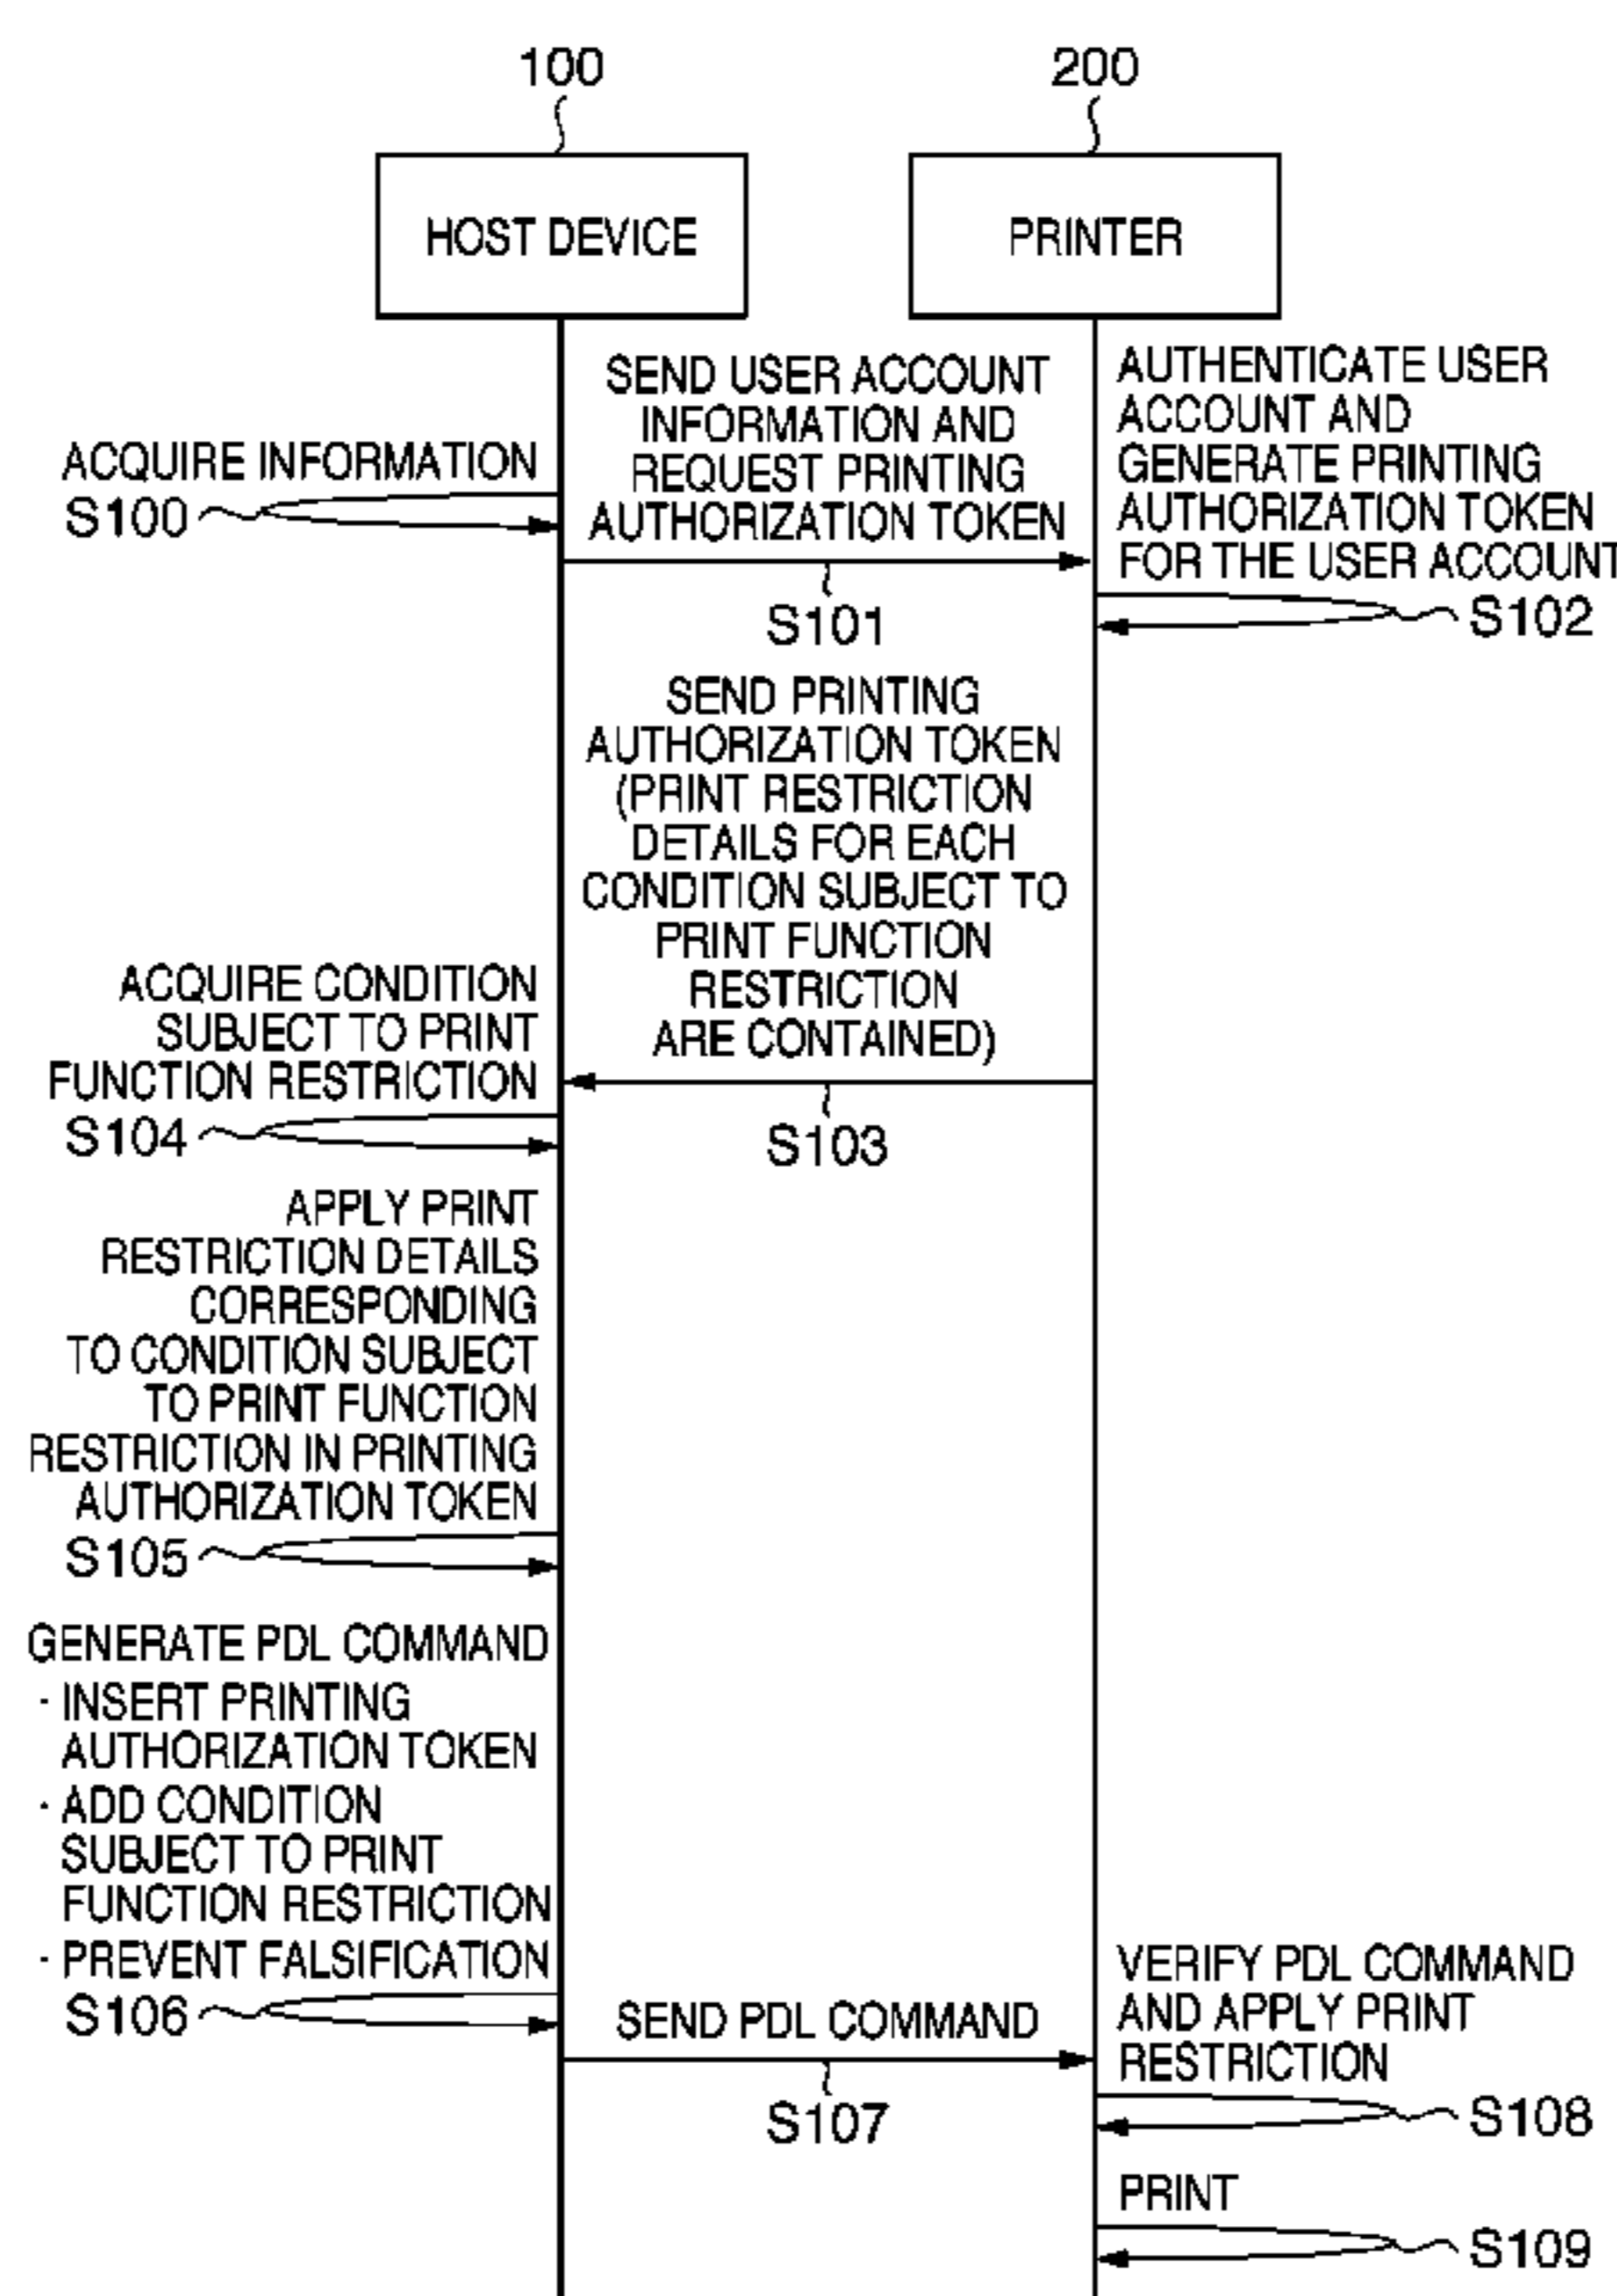 100
200
HOST DEVICE
PRINTER
ACQUIRE INFORMATION
S100
SEND USER ACCOUNT
INFORMATION AND
REQUEST PRINTING
AUTHORIZATION TOKEN
S101
AUTHENTICATE USER
ACCOUNT AND
GENERATE PRINTING
AUTHORIZATION TOKEN
FOR THE USER ACCOUNT
S102
SEND PRINTING
AUTHORIZATION TOKEN
(PRINT RESTRICTION
DETAILS FOR EACH
CONDITION SUBJECT TO
PRINT FUNCTION
RESTRICTION
ARE CONTAINED)
S103
ACQUIRE CONDITION
SUBJECT TO PRINT
FUNCTION RESTRICTION
S104
APPLY PRINT
RESTRICTION DETAILS
CORRESPONDING
TO CONDITION SUBJECT
TO PRINT FUNCTION
RESTRICTION IN PRINTING
AUTHORIZATION TOKEN
S105
GENERATE PDL COMMAND
· INSERT PRINTING
AUTHORIZATION TOKEN
· ADD CONDITION
SUBJECT TO PRINT
FUNCTION RESTRICTION
· PREVENT FALSIFICATION
S106
SEND PDL COMMAND
S107
VERIFY PDL COMMAND
AND APPLY PRINT
RESTRICTION
S108
PRINT
S109